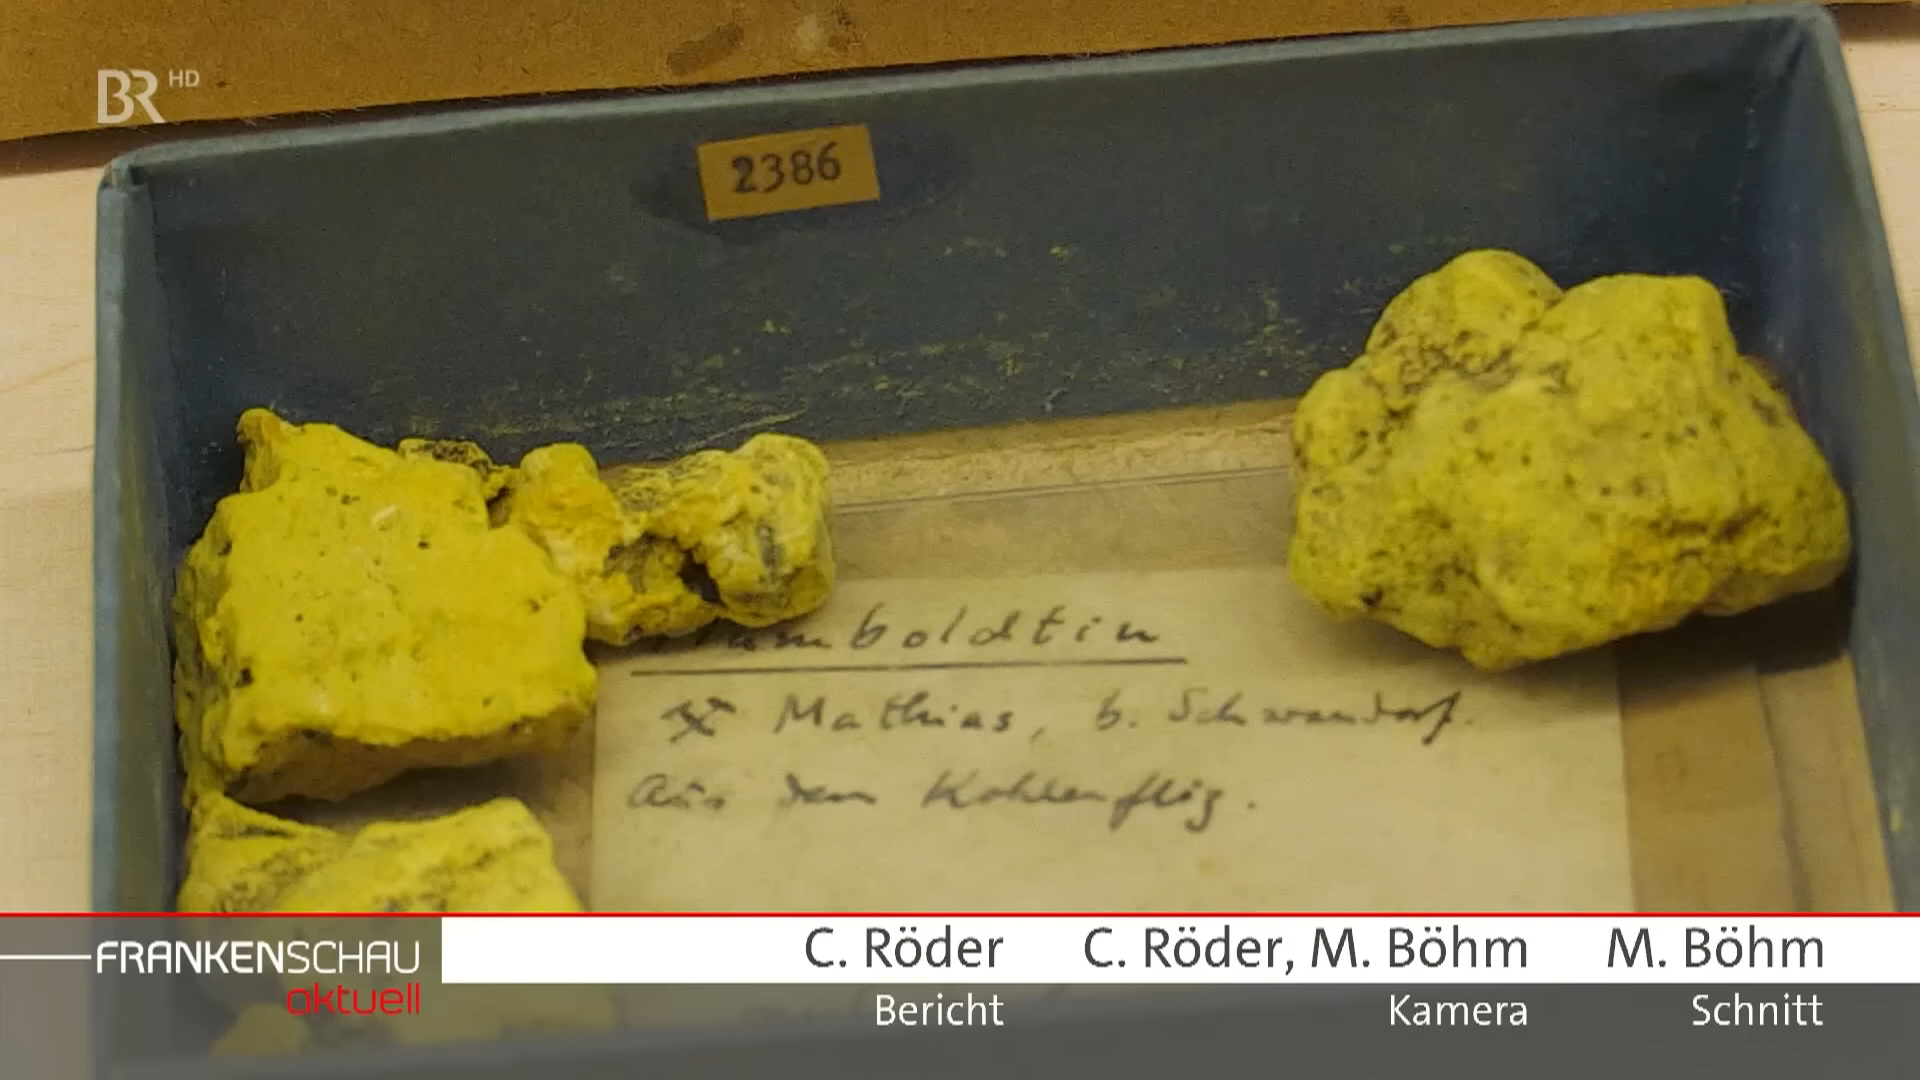 BR HD
2386
Humboldtin
⚒ Mathias, b. Schwandorf.
Aus dem Kohlenflöz.
FRANKENSCHAU
aktuell
C. Röder C. Röder, M. Böhm M. Böhm
Bericht Kamera Schnitt